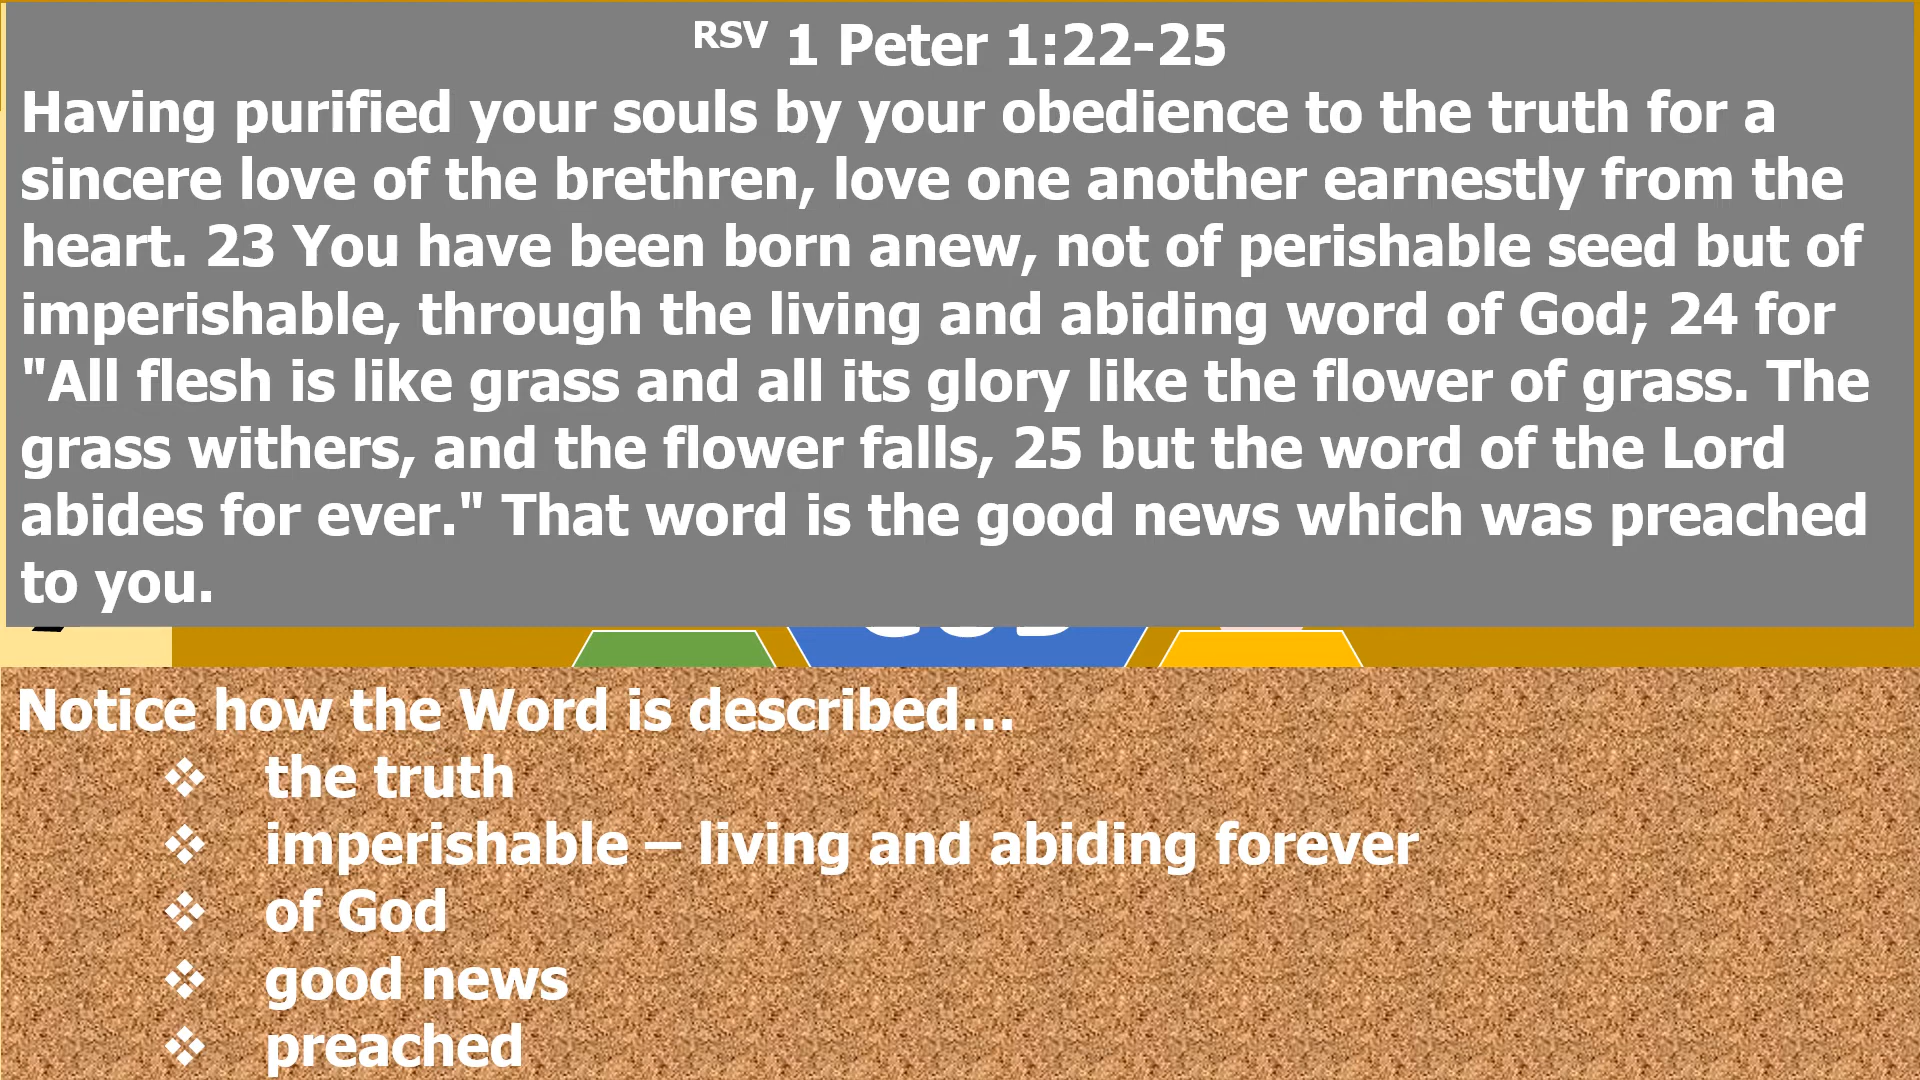 RSV 1 Peter 1:22-25
Having purified your souls by your obedience to the truth for a
sincere love of the brethren, love one another earnestly from the
heart. 23 You have been born anew, not of perishable seed but of
imperishable, through the living and abiding word of God; 24 for
"All flesh is like grass and all its glory like the flower of grass. The
grass withers, and the flower falls, 25 but the word of the Lord
abides for ever." That word is the good news which was preached
to you.
Notice how the Word is described...
❖ the truth
❖ imperishable – living and abiding forever
❖ of God
❖ good news
❖ preached